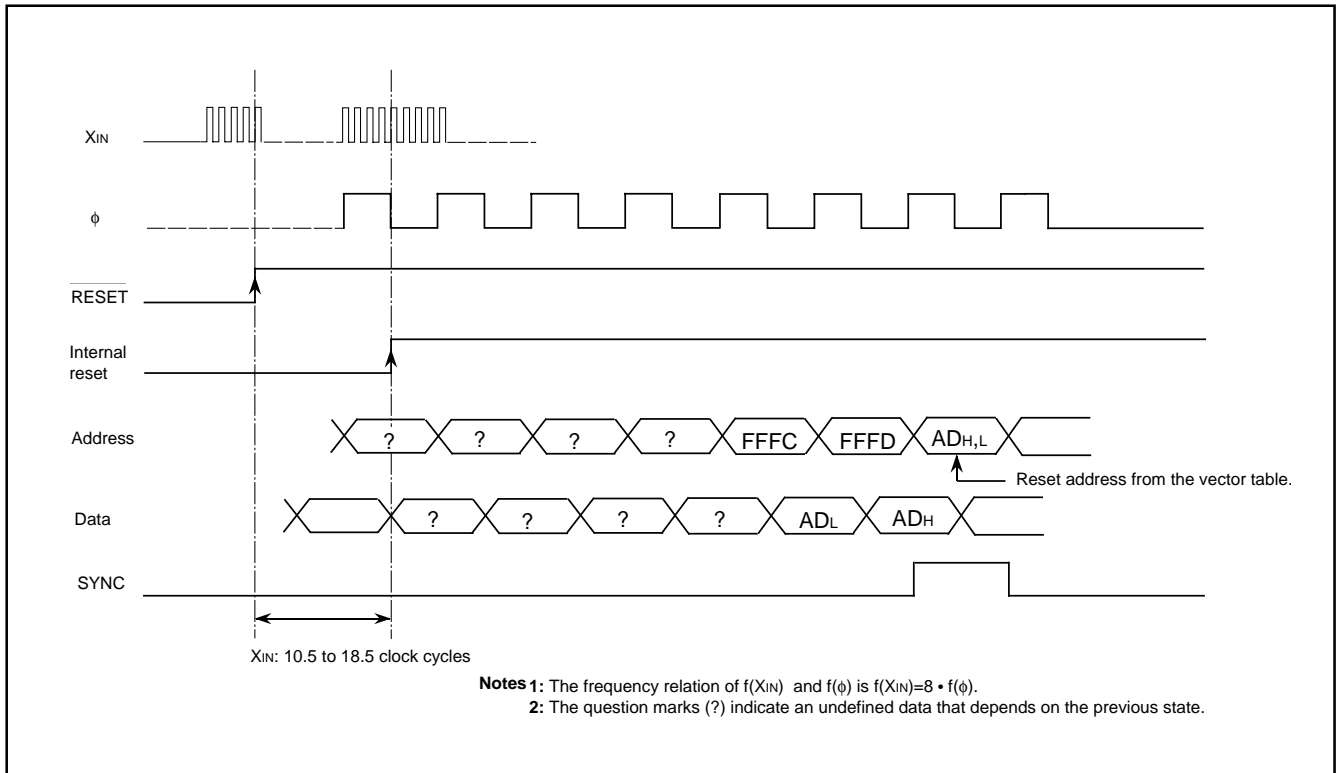 XIN
ϕ
RESET
Internal
reset
Address
? ? ? ? FFFC FFFD ADH,L
Reset address from the vector table.
Data
? ? ? ? ADL ADH
SYNC
XIN: 10.5 to 18.5 clock cycles
Notes 1: The frequency relation of f(XIN) and f(ϕ) is f(XIN)=8 • f(ϕ).
2: The question marks (?) indicate an undefined data that depends on the previous state.